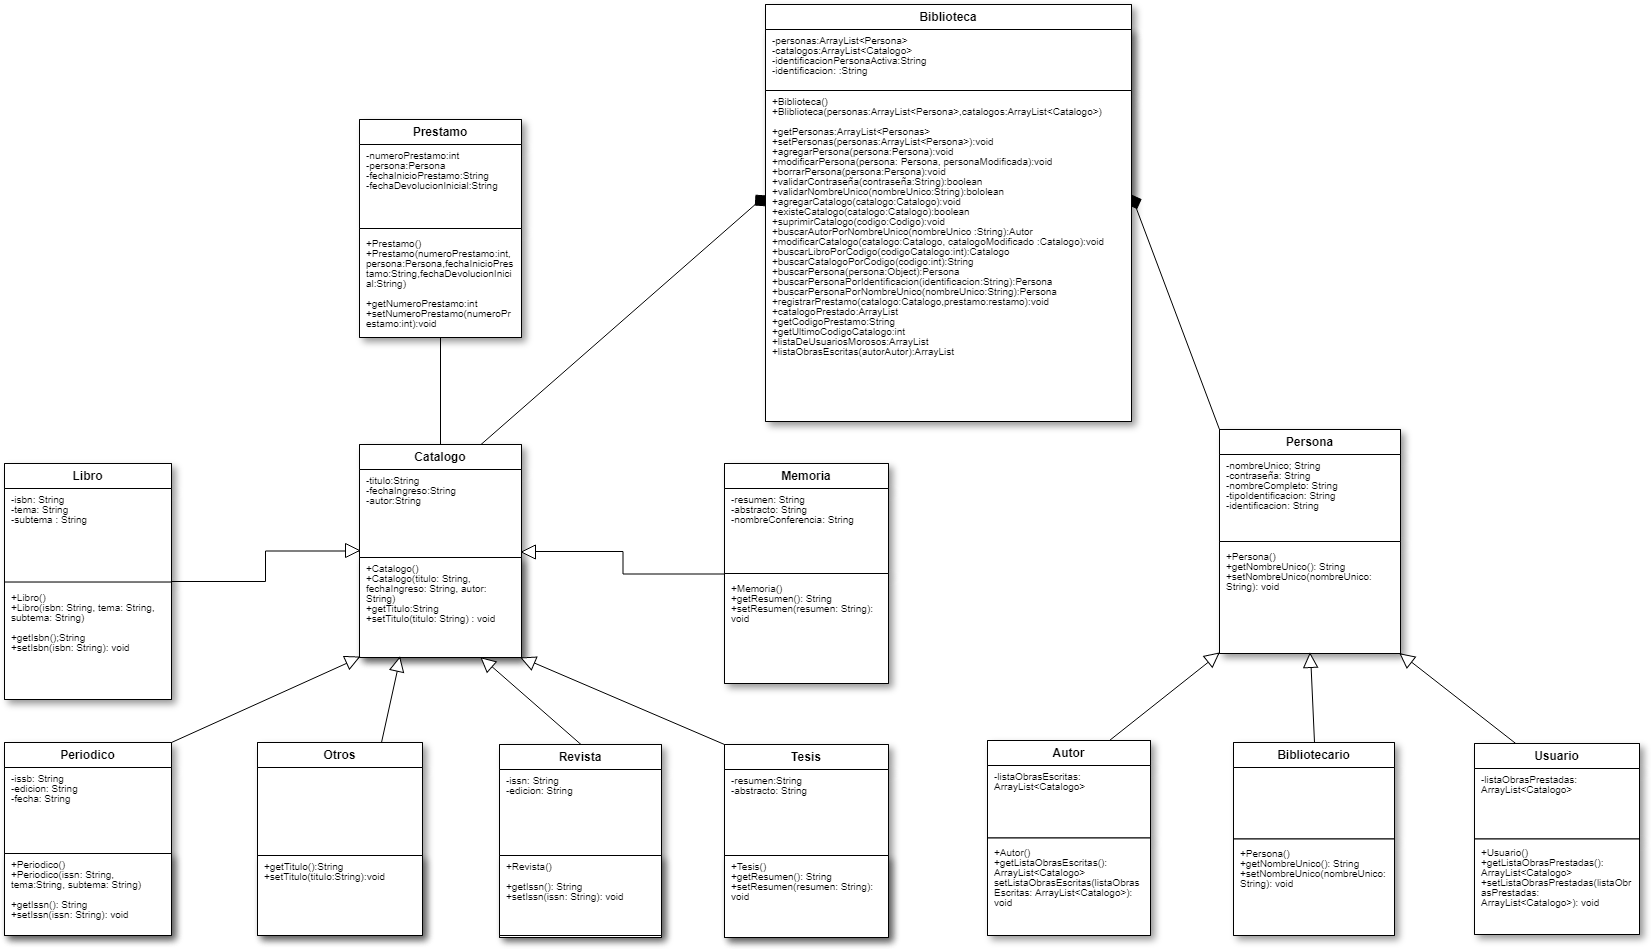 Biblioteca
-personas:ArrayList<Persona>
-catalogos:ArrayList<Catalogo>
-identificacionPersonaActiva:String
-identificacion: :String
+Biblioteca()
+Bliblioteca(personas:ArrayList<Persona>,catalogos:ArrayList<Catalogo>)
+getPersonas:ArrayList<Personas>
+setPersonas(personas:ArrayList<Persona>):void
+agregarPersona(persona:Persona):void
+modificarPersona(persona: Persona, personaModificada):void
+borrarPersona(persona:Persona):void
+validarContraseña(contraseña:String):boolean
+validarNombreUnico(nombreUnico:String):bololean
+agregarCatalogo(catalogo:Catalogo):void
+existeCatalogo(catalogo:Catalogo):boolean
+suprimirCatalogo(codigo:Codigo):void
+buscarAutorPorNombreUnico(nombreUnico :String):Autor
+modificarCatalogo(catalogo:Catalogo, catalogoModificado :Catalogo):void
+buscarLibroPorCodigo(codigoCatalogo:int):Catalogo
+buscarCatalogoPorCodigo(codigo:int):String
+buscarPersona(persona:Object):Persona
+buscarPersonaPorIdentificacion(identificacion:String):Persona
+buscarPersonaPorNombreUnico(nombreUnico:String):Persona
+registrarPrestamo(catalogo:Catalogo,prestamo:restamo):void
+catalogoPrestado:ArrayList
+getCodigoPrestamo:String
+getUltimoCodigoCatalogo:int
+listaDeUsuariosMorosos:ArrayList
+listaObrasEscritas(autorAutor):ArrayList
Prestamo
-numeroPrestamo:int
-persona:Persona
-fechaInicioPrestamo:String
-fechaDevolucionInicial:String
+Prestamo()
+Prestamo(numeroPrestamo:int,
persona:Persona,fechaInicioPres
tamo:String,fechaDevolucionInici
al:String)
+getNumeroPrestamo:int
+setNumeroPrestamo(numeroPr
estamo:int):void
Libro
-isbn: String
-tema: String
-subtema : String
+Libro()
+Libro(isbn: String, tema: String,
subtema: String)
+getIsbn();String
+setIsbn(isbn: String): void
Catalogo
-titulo:String
-fechaIngreso:String
-autor:String
+Catalogo()
+Catalogo(titulo: String,
fechaIngreso: String, autor:
String)
+getTitulo:String
+setTitulo(titulo: String) : void
Memoria
-resumen: String
-abstracto: String
-nombreConferencia: String
+Memoria()
+getResumen(): String
+setResumen(resumen: String):
void
Persona
-nombreUnico; String
-contraseña: String
-nombreCompleto: String
-tipoIdentificacion: String
-identificacion: String
+Persona()
+getNombreUnico(): String
+setNombreUnico(nombreUnico:
String): void
Periodico
-issb: String
-edicion: String
-fecha: String
+Periodico()
+Periodico(issn: String,
tema:String, subtema: String)
+getIssn(): String
+setIssn(issn: String): void
Otros
+getTitulo():String
+setTitulo(titulo:String):void
Revista
-issn: String
-edicion: String
+Revista()
+getIssn(): String
+setIssn(issn: String): void
Tesis
-resumen:String
-abstracto: String
+Tesis()
+getResumen(): String
+setResumen(resumen: String):
void
Autor
-listaObrasEscritas:
ArrayList<Catalogo>
+Autor()
+getListaObrasEscritas():
ArrayList<Catalogo>
setListaObrasEscritas(listaObras
Escritas: ArrayList<Catalogo>):
void
Bibliotecario
+Persona()
+getNombreUnico(): String
+setNombreUnico(nombreUnico:
String): void
Usuario
-listaObrasPrestadas:
ArrayList<Catalogo>
+Usuario()
+getListaObrasPrestadas():
ArrayList<Catalogo>
+setListaObrasPrestadas(listaObr
asPrestadas:
ArrayList<Catalogo>): void